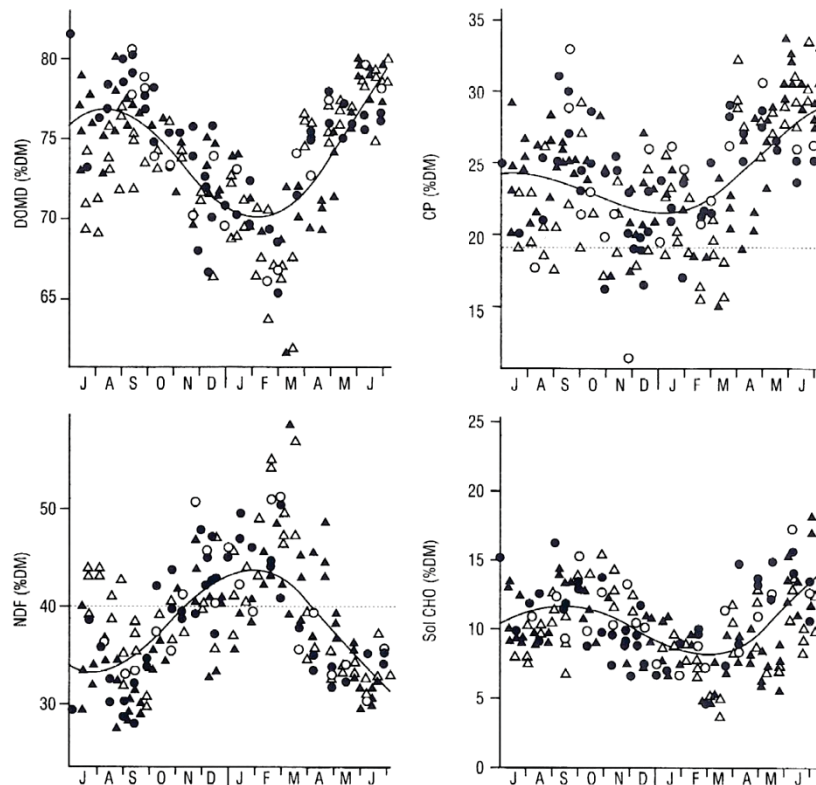 DOMD (%DM)
80
75
70
65
J A S O N D J F M A M J J
CP (%DM)
35
30
25
20
15
J A S O N D J F M A M J J
NDF (%DM)
50
40
30
J A S O N D J F M A M J J
Sol CHO (%DM)
25
20
15
10
5
0
J A S O N D J F M A M J J